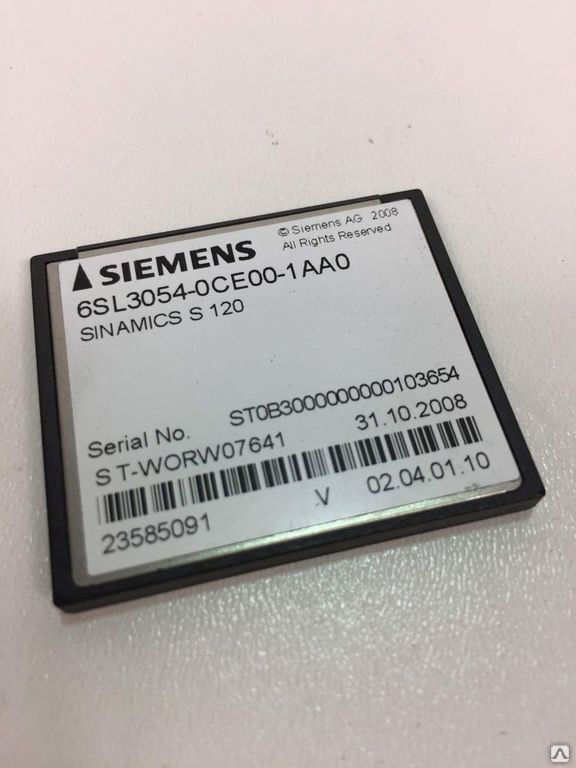 SIEMENS
© Siemens AG 2008
All Rights Reserved
6SL3054-0CE00-1AA0
SINAMICS S 120
Serial No. ST0B3000000000103654
S T-WORW07641 31.10.2008
23585091 V 02.04.01.10